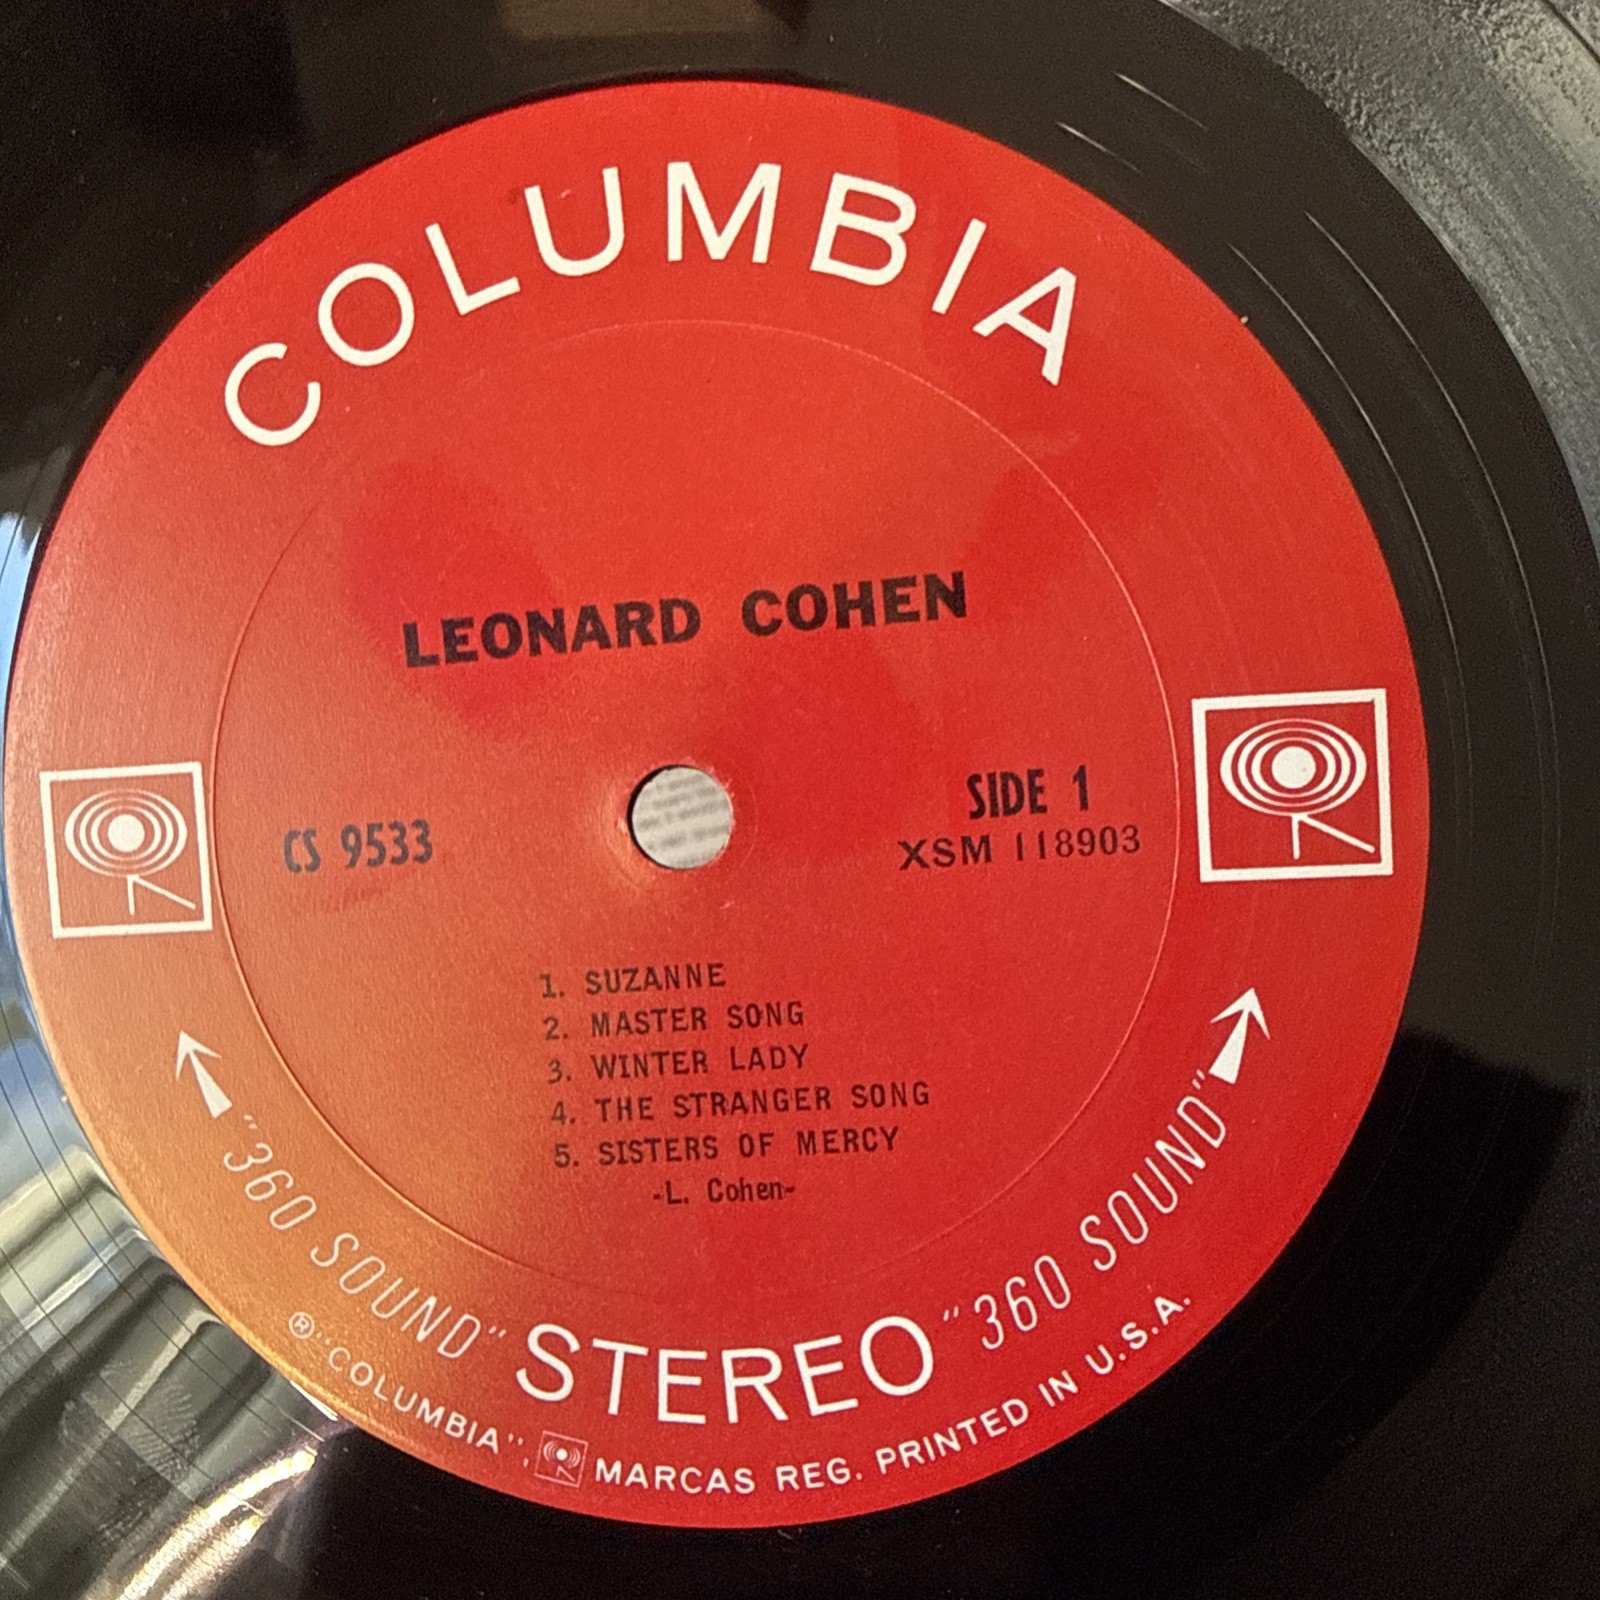 COLUMBIA
LEONARD COHEN
CS 9533
SIDE 1
XSM 118903
1. SUZANNE
2. MASTER SONG
3. WINTER LADY
4. THE STRANGER SONG
5. SISTERS OF MERCY
-L. Cohen-
"360 SOUND" STEREO "360 SOUND"
® "COLUMBIA", MARCAS REG. PRINTED IN U.S.A.